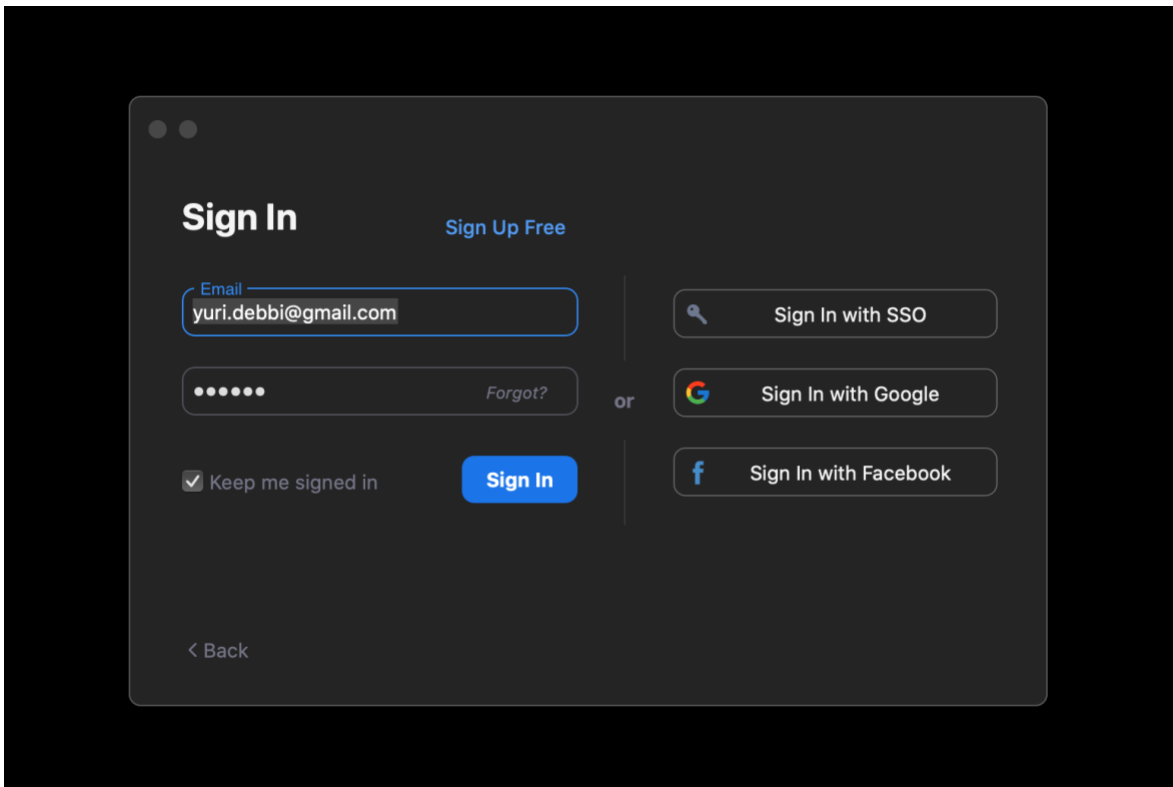 Sign In
Sign Up Free
Email
yuri.debbi@gmail.com
●●●●●●
Forgot?
Keep me signed in
Sign In
or
Sign In with SSO
Sign In with Google
Sign In with Facebook
< Back